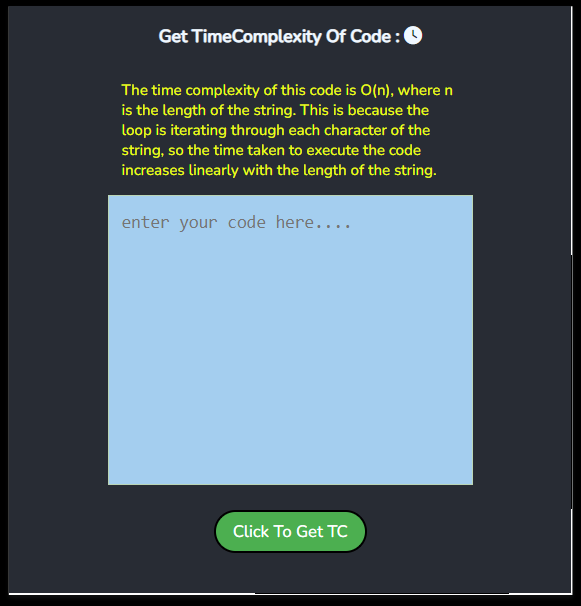 Get TimeComplexity Of Code :
The time complexity of this code is O(n), where n
is the length of the string. This is because the
loop is iterating through each character of the
string, so the time taken to execute the code
increases linearly with the length of the string.
enter your code here....
Click To Get TC